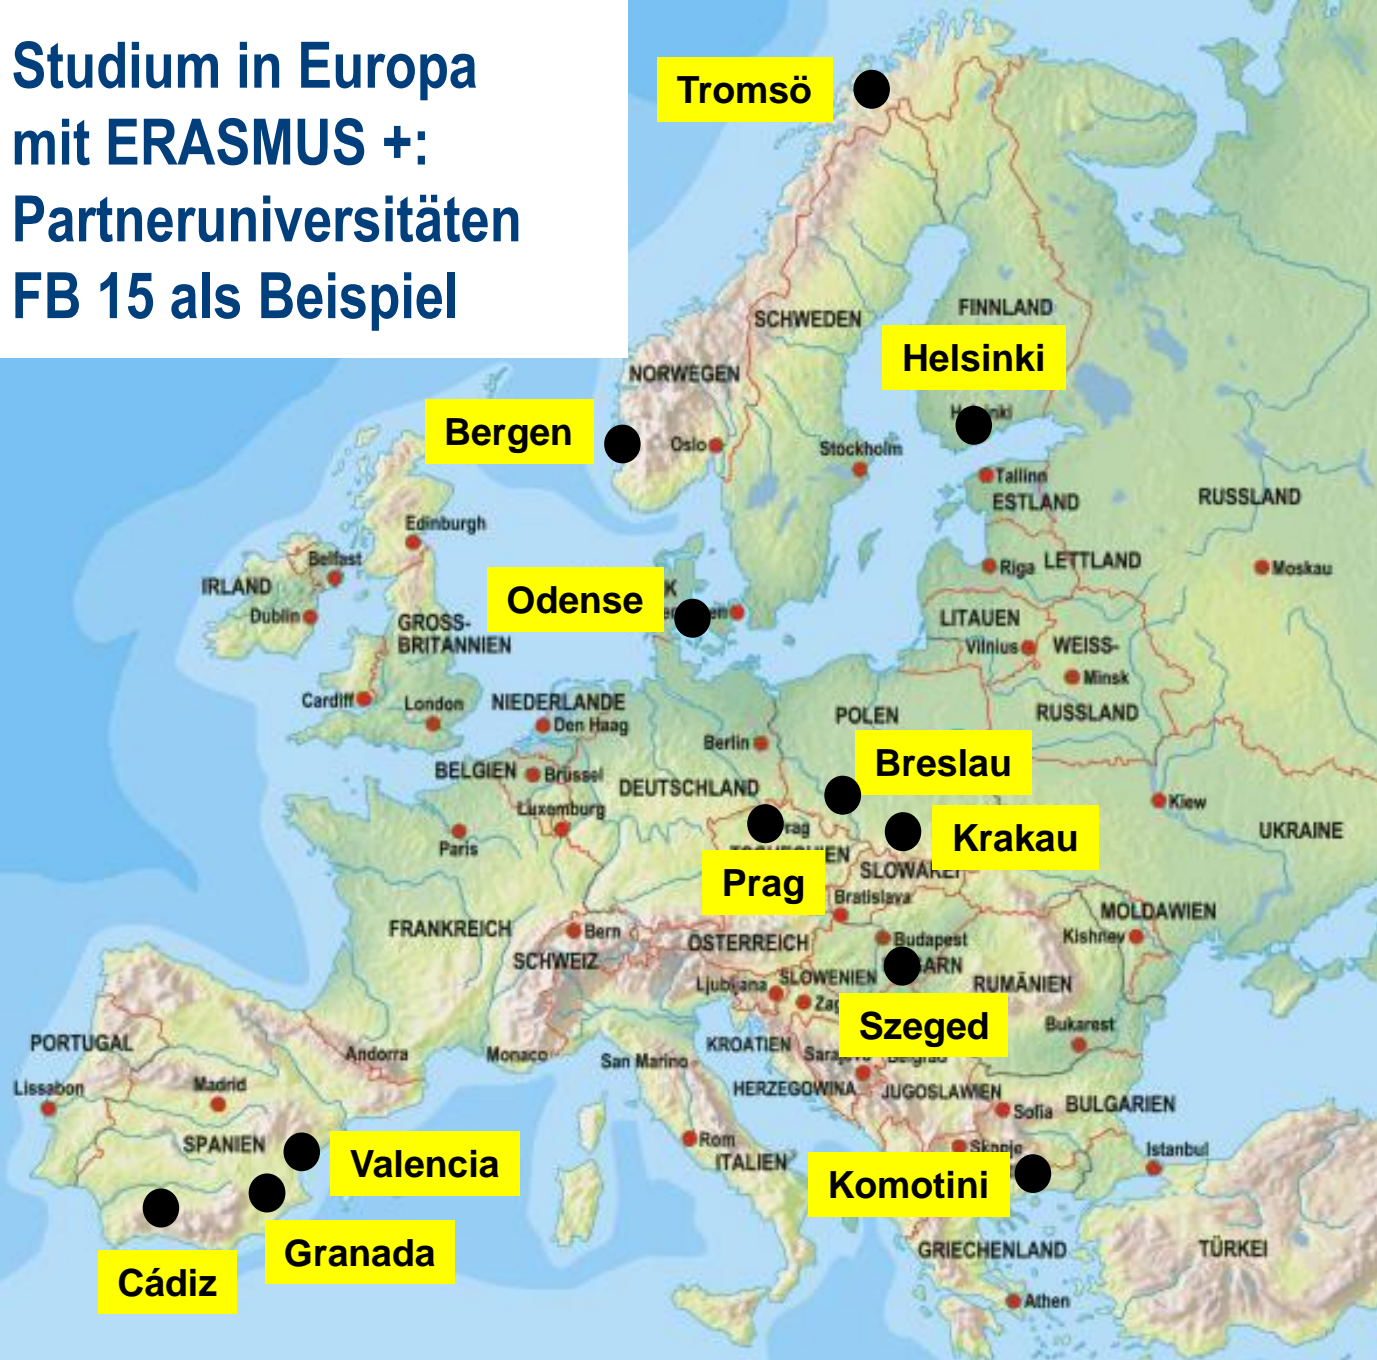 Studium in Europa
mit ERASMUS +:
Partneruniversitäten
FB 15 als Beispiel
Tromsö
SCHWEDEN
FINNLAND
Helsinki
NORWEGEN
Bergen
Oslo
Stockholm
Tallinn
ESTLAND
RUSSLAND
Edinburgh
Belfast
IRLAND
Dublin
GROSS-
BRITANNIEN
Odense
Riga
LETTLAND
Moskau
LITAUEN
Vilnius
WEISS-
RUSSLAND
Minsk
Cardiff
London
NIEDERLANDE
Den Haag
Berlin
POLEN
BELGIEN
Brüssel
DEUTSCHLAND
Breslau
Luxemburg
Kiew
Paris
Krakau
UKRAINE
Prag
SLOWAKEI
Bratislava
FRANKREICH
Bern
SCHWEIZ
ÖSTERREICH
Budapest
MOLDAWIEN
Kishnev
Ljubljana
SLOWENIEN
RUMÄNIEN
Szeged
Bukarest
PORTUGAL
Andorra
Monaco
San Marino
KROATIEN
Lissabon
Madrid
HERZEGOWINA
JUGOSLAWIEN
Sofia
BULGARIEN
SPANIEN
Valencia
Rom
ITALIEN
Skopje
Istanbul
Komotini
Granada
Cádiz
GRIECHENLAND
TÜRKEI
Athen